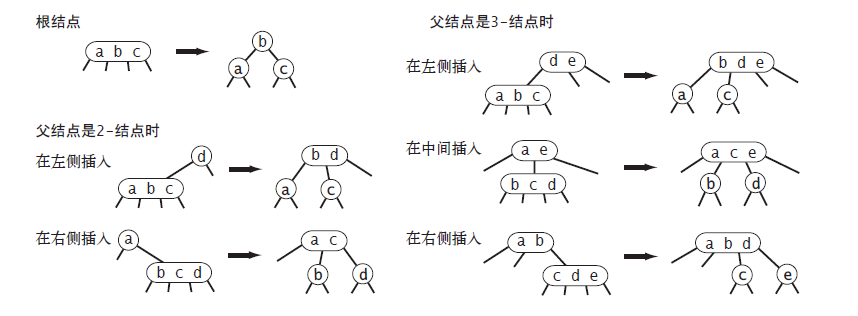 根结点
a b c
b
a
c
父结点是2-结点时
在左侧插入
d
a b c
b d
a
c
在右侧插入
a
b c d
a c
b
d
父结点是3-结点时
在左侧插入
d e
a b c
b d e
a
c
在中间插入
a e
b c d
a c e
b
d
在右侧插入
a b
c d e
a b d
c
e